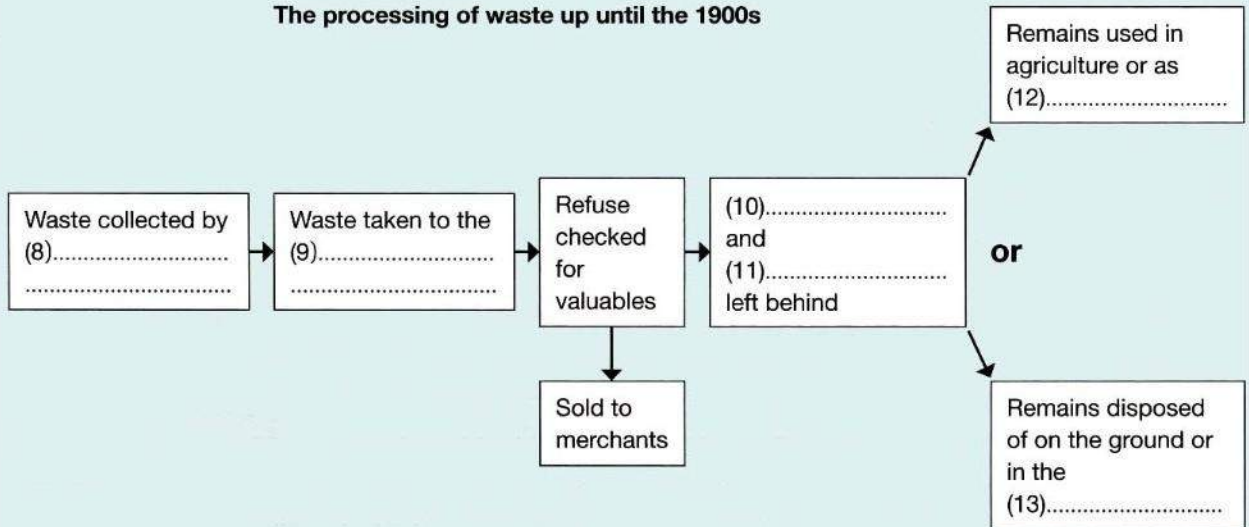 The processing of waste up until the 1900s
Waste collected by
(8)..............................
...................................
Waste taken to the
(9)..............................
...................................
Refuse
checked
for
valuables
Sold to
merchants
(10)...............................
and
(11)...............................
left behind
or
Remains used in
agriculture or as
(12)...............................
Remains disposed
of on the ground or
in the
(13)..............................